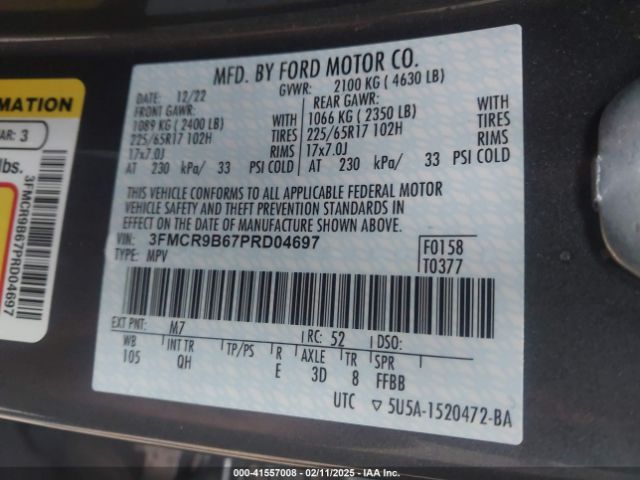 MFD. BY FORD MOTOR CO.
DATE: 12/22 GVWR: 2100 KG ( 4630 LB)
FRONT GAWR: REAR GAWR:
1089 KG ( 2400 LB) WITH 1066 KG ( 2350 LB) WITH
225/65R17 102H TIRES 225/65R17 102H TIRES
17x7.0J RIMS 17x7.0J RIMS
AT 230 kPa/ 33 PSI COLD AT 230 kPa/ 33 PSI COLD
THIS VEHICLE CONFORMS TO ALL APPLICABLE FEDERAL MOTOR
VEHICLE SAFETY AND THEFT PREVENTION STANDARDS IN
EFFECT ON THE DATE OF MANUFACTURE SHOWN ABOVE.
VIN: 3FMCR9B67PRD04697
TYPE: MPV
F0158
T0377
EXT PNT: M7 RC: 52 DSO:
WB INT TR TP/PS R AXLE TR SPR
105 QH E 3D 8 FFBB
UTC ▽ 5U5A-1520472-BA
MATION
AR: 3
lbs.
3FMCR9B67PRD04697
000-41557008 - 02/11/2025 - IAA Inc.